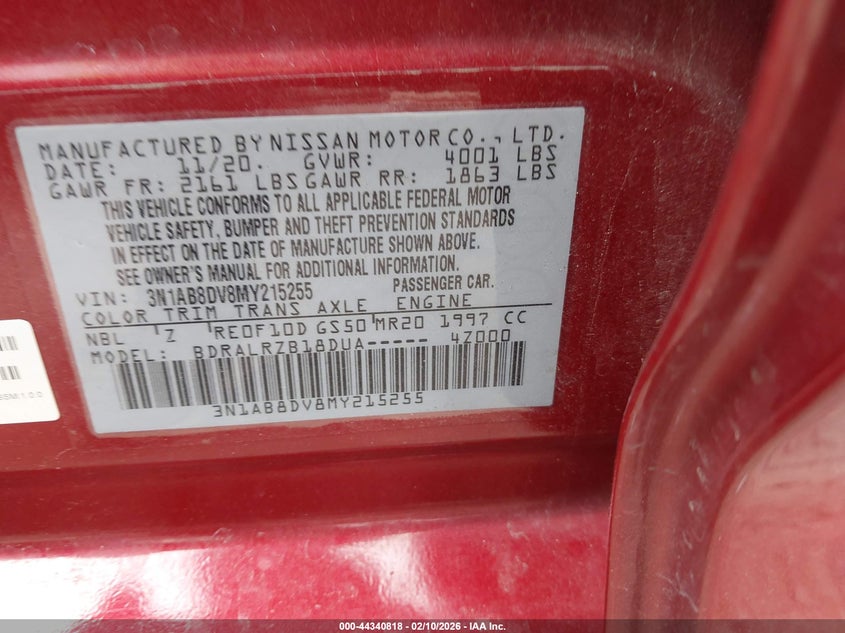 MANUFACTURED BY NISSAN MOTOR CO., LTD.
DATE: 11/20. GVWR: 4001 LBS
GAWR FR: 2161 LBS GAWR RR: 1863 LBS
THIS VEHICLE CONFORMS TO ALL APPLICABLE FEDERAL MOTOR
VEHICLE SAFETY, BUMPER AND THEFT PREVENTION STANDARDS
IN EFFECT ON THE DATE OF MANUFACTURE SHOWN ABOVE.
SEE OWNER'S MANUAL FOR ADDITIONAL INFORMATION.
VIN: 3N1AB8DV8MY215255 PASSENGER CAR.
COLOR TRIM TRANS AXLE ENGINE
NBL 'Z 'RE0F10D GS50'MR20 1997 CC
MODEL: BDRALRZB18DUA----- 4Z000
3N1AB8DV8MY215255
000-44340818 - 02/10/2026 - IAA Inc.